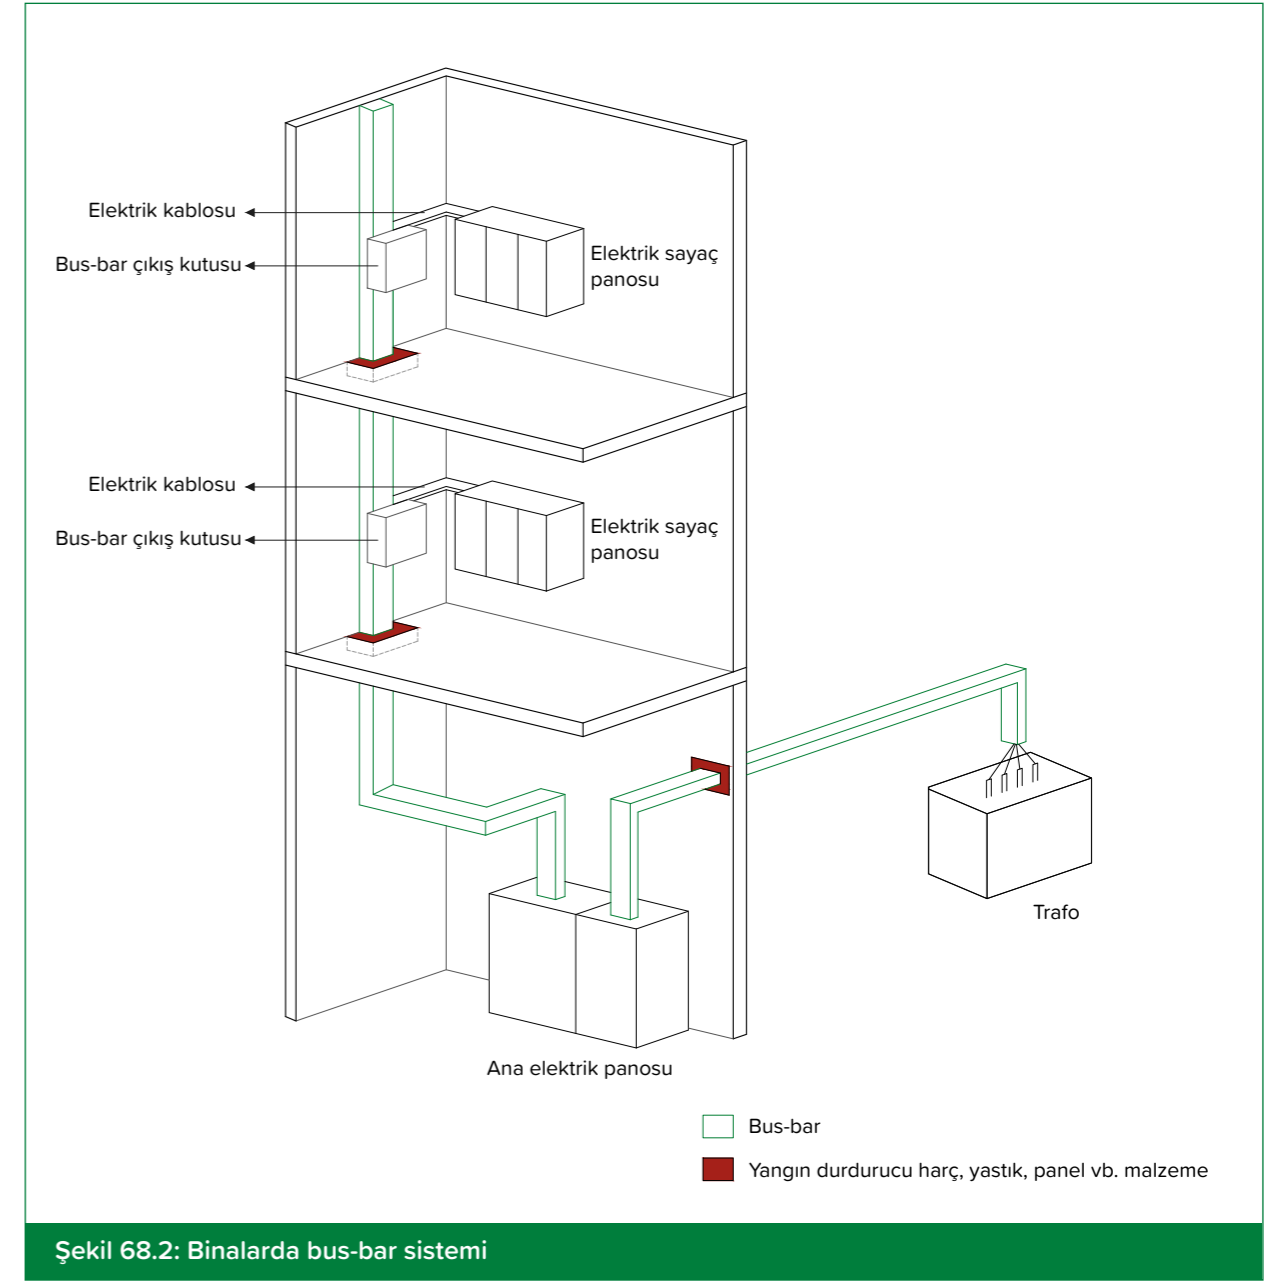 Elektrik kablosu
Bus-bar çıkış kutusu
Elektrik sayaç
panosu
Elektrik kablosu
Bus-bar çıkış kutusu
Elektrik sayaç
panosu
Trafo
Ana elektrik panosu
Bus-bar
Yangın durdurucu harç, yastık, panel vb. malzeme
Şekil 68.2: Binalarda bus-bar sistemi